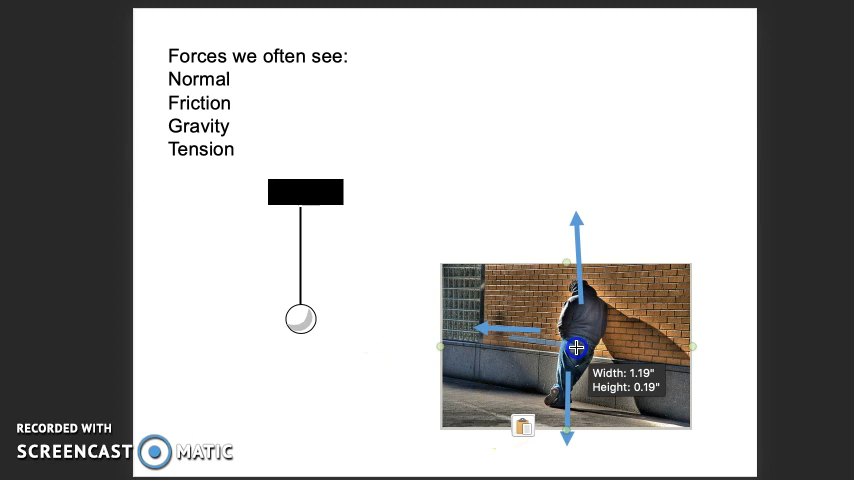 Forces we often see:
Normal
Friction
Gravity
Tension
Width: 1.19"
Height: 0.19"
RECORDED WITH
SCREENCAST MATIC